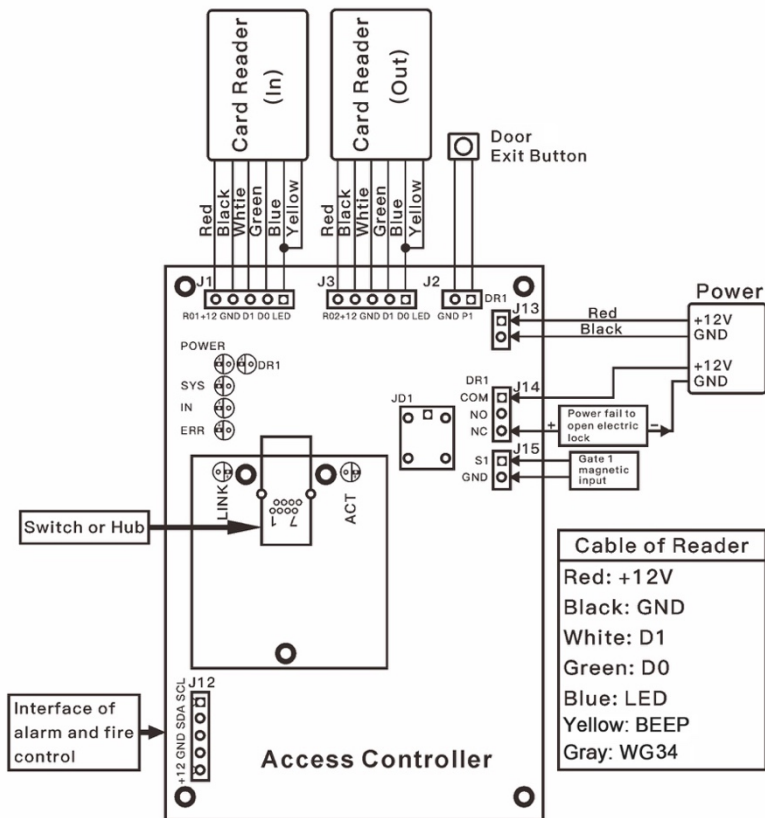 Card Reader
(In)
Card Reader
(Out)
Door
Exit Button
Red
Black
Whtie
Green
Blue
Yellow
Red
Black
Whtie
Green
Blue
Yellow
J1
J3
J2
R01+12 GND D1 D0 LED
R02+12 GND D1 D0 LED
GND P1
DR1
J13
Red
Black
Power
+12V
GND
+12V
GND
POWER
DR1
SYS
IN
ERR
JD1
DR1
J14
COM
NO
NC
+
Power fail to
open electric
lock
−
J15
S1
GND
Gate 1
magnetic
input
LINK
ACT
1
7
Switch or Hub
Cable of Reader
Red: +12V
Black: GND
White: D1
Green: D0
Blue: LED
Yellow: BEEP
Gray: WG34
J12
+12 GND SDA SCL
Interface of
alarm and fire
control
Access Controller